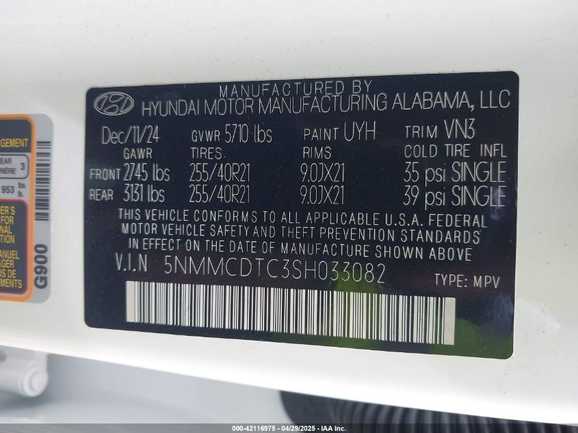 MANUFACTURED BY
HYUNDAI MOTOR MANUFACTURING ALABAMA, LLC
Dec/11/24 GVWR 5710 lbs PAINT UYH TRIM VN3
GAWR TIRES RIMS COLD TIRE INFL
FRONT 2745 lbs 255/40R21 9.0JX21 35 psi SINGLE
REAR 3131 lbs 255/40R21 9.0JX21 39 psi SINGLE
THIS VEHICLE CONFORMS TO ALL APPLICABLE U.S.A. FEDERAL
MOTOR VEHICLE SAFETY AND THEFT PREVENTION STANDARDS
IN EFFECT ON THE DATE OF MANUFACTURE SHOWN ABOVE.
V.I.N 5NMMCDTC3SH033082
TYPE: MPV
G900
000-42116975 - 04/29/2025 - © IAA Inc.